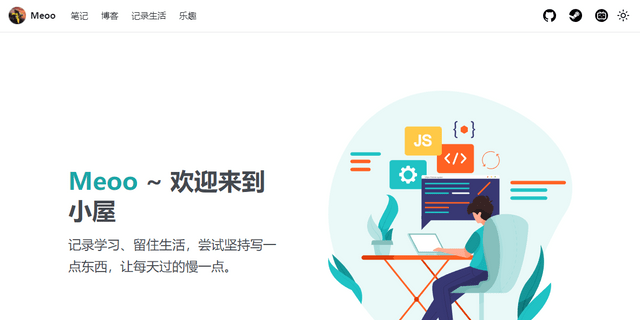 Meoo 笔记 博客 记录生活 乐趣
JS
Meoo ~ 欢迎来到
小屋
记录学习、留住生活，尝试坚持写一
点东西，让每天过的慢一点。